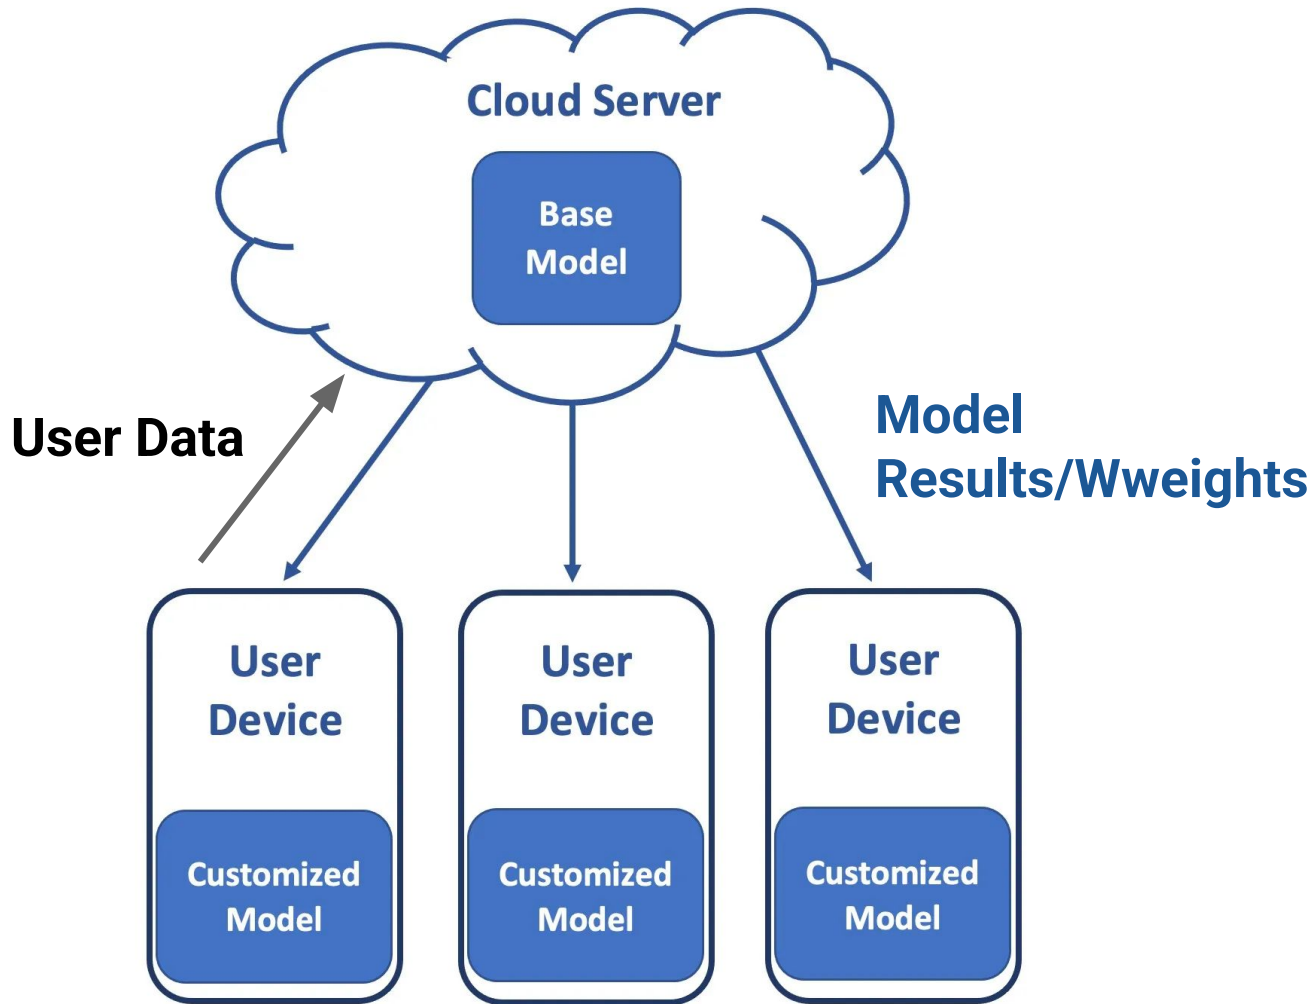 Cloud Server
Base
Model
User Data
Model
Results/Wweights
User
Device
User
Device
User
Device
Customized
Model
Customized
Model
Customized
Model